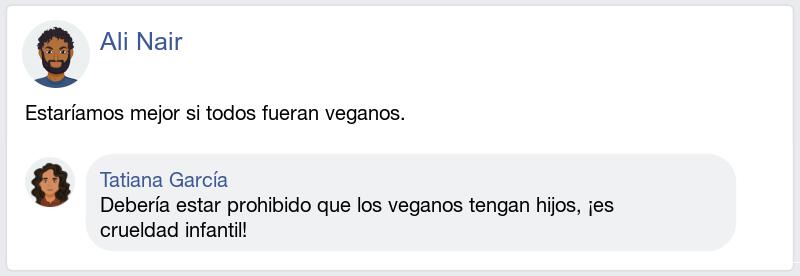 Ali Nair
Estaríamos mejor si todos fueran veganos.
Tatiana García
Debería estar prohibido que los veganos tengan hijos, ¡es
crueldad infantil!